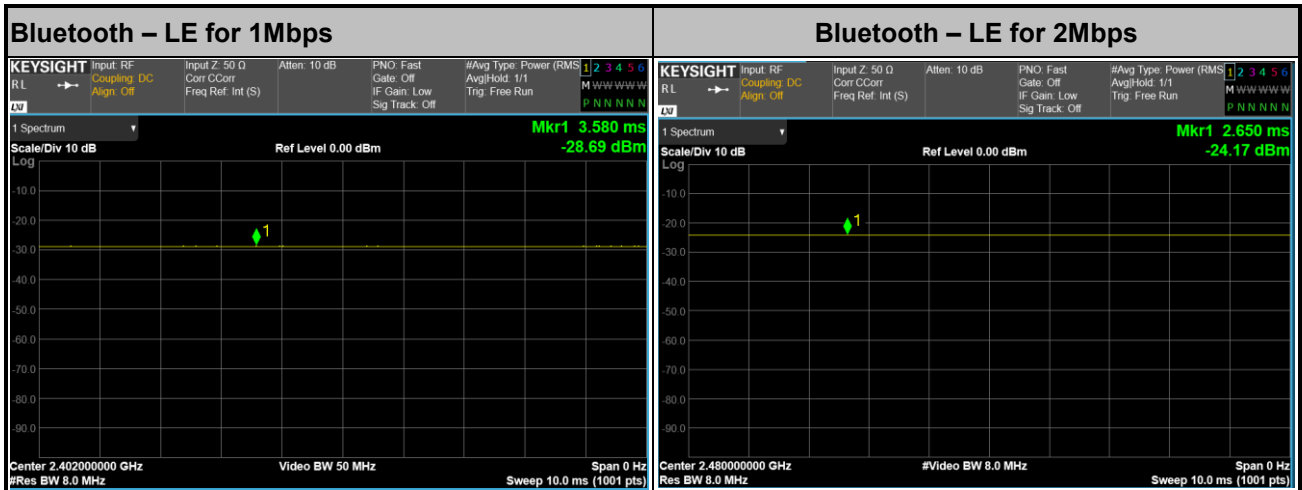 Bluetooth – LE for 1Mbps
KEYSIGHT Input: RF Input Z: 50 Ω Atten: 10 dB PNO: Fast #Avg Type: Power (RMS 1 2 3 4 5 6
R L Coupling: DC Corr CCorr Gate: Off Avg|Hold: 1/1 M W W W W W
Align: Off Freq Ref: Int (S) IF Gain: Low Trig: Free Run
LXI Sig Track: Off P N N N N N
1 Spectrum Mkr1 3.580 ms
Scale/Div 10 dB Ref Level 0.00 dBm -28.69 dBm
Log
-10.0
-20.0
1
-30.0
-40.0
-50.0
-60.0
-70.0
-80.0
-90.0
Center 2.402000000 GHz Video BW 50 MHz Span 0 Hz
#Res BW 8.0 MHz Sweep 10.0 ms (1001 pts)
Bluetooth – LE for 2Mbps
KEYSIGHT Input: RF Input Z: 50 Ω Atten: 10 dB PNO: Fast #Avg Type: Power (RMS 1 2 3 4 5 6
R L Coupling: DC Corr CCorr Gate: Off Avg|Hold: 1/1 M W W W W W
Align: Off Freq Ref: Int (S) IF Gain: Low Trig: Free Run
LXI Sig Track: Off P N N N N N
1 Spectrum Mkr1 2.650 ms
Scale/Div 10 dB Ref Level 0.00 dBm -24.17 dBm
Log
-10.0
-20.0
1
-30.0
-40.0
-50.0
-60.0
-70.0
-80.0
-90.0
Center 2.480000000 GHz #Video BW 8.0 MHz Span 0 Hz
Res BW 8.0 MHz Sweep 10.0 ms (1001 pts)